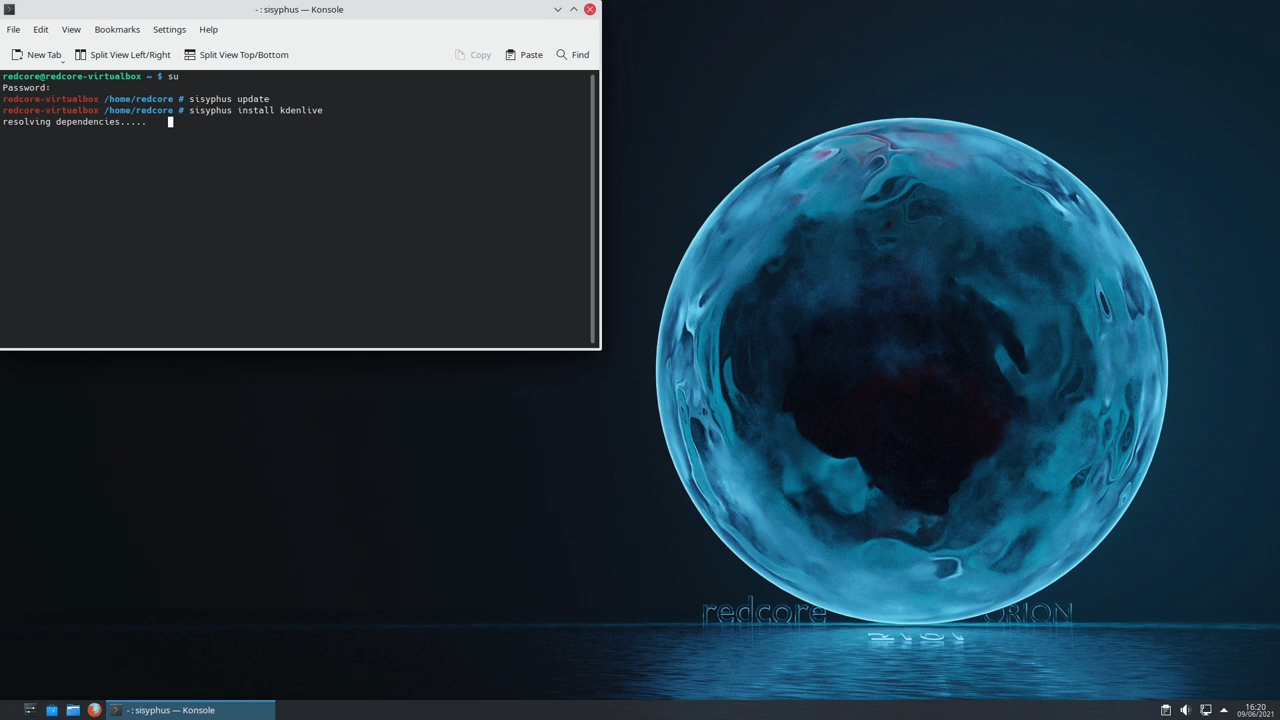 - : sisyphus — Konsole
File Edit View Bookmarks Settings Help
New Tab Split View Left/Right Split View Top/Bottom Copy Paste Find
redcore@redcore-virtualbox ~ $ su
Password:
redcore-virtualbox /home/redcore # sisyphus update
redcore-virtualbox /home/redcore # sisyphus install kdenlive
resolving dependencies.....
redcore ORION
2101
- : sisyphus — Konsole
16:20
09/06/2021